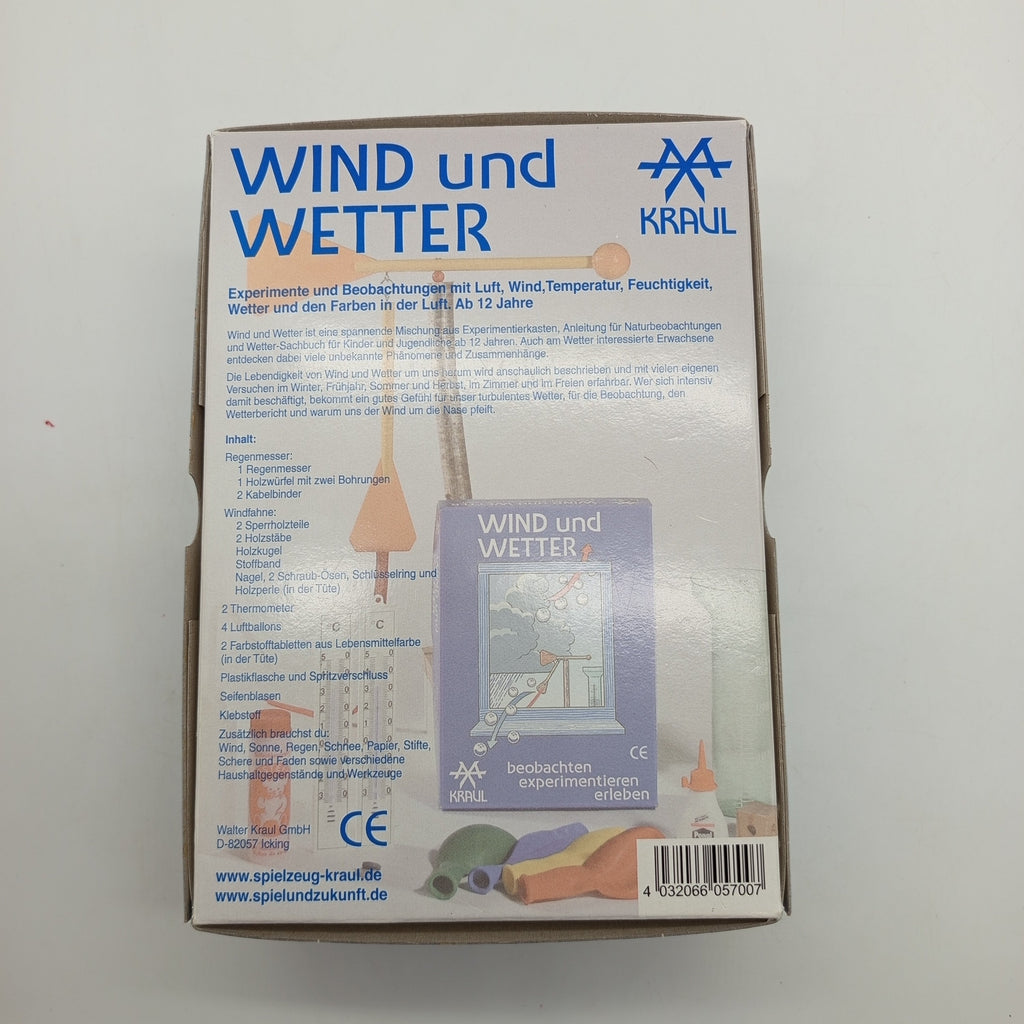 WIND und
WETTER
KRAUL
Experimente und Beobachtungen mit Luft, Wind,Temperatur, Feuchtigkeit,
Wetter und den Farben in der Luft. Ab 12 Jahre
Wind und Wetter ist eine spannende Mischung aus Experimentierkasten, Anleitung für Naturbeobachtungen
und Wetter-Sachbuch für Kinder und Jugendliche ab 12 Jahren. Auch am Wetter interessierte Erwachsene
entdecken dabei viele unbekannte Phänomene und Zusammenhänge.
Die Lebendigkeit von Wind und Wetter um uns herum wird anschaulich beschrieben und mit vielen eigenen
Versuchen im Winter, Frühjahr, Sommer und Herbst, im Zimmer und im Freien erfahrbar. Wer sich intensiv
damit beschäftigt, bekommt ein gutes Gefühl für unser turbulentes Wetter, für die Beobachtung, den
Wetterbericht und warum uns der Wind um die Nase pfeift.
Inhalt:
Regenmesser:
1 Regenmesser
1 Holzwürfel mit zwei Bohrungen
2 Kabelbinder
Windfahne:
2 Sperrholzteile
2 Holzstäbe
Holzkugel
Stoffband
Nagel, 2 Schraub-Ösen, Schlüsselring und
Holzperle (in der Tüte)
2 Thermometer
4 Luftballons
2 Farbstofftabletten aus Lebensmittelfarbe
(in der Tüte)
Plastikflasche und Spritzverschluss
Seifenblasen
Klebstoff
Zusätzlich brauchst du:
Wind, Sonne, Regen, Schnee, Papier, Stifte,
Schere und Faden sowie verschiedene
Haushaltgegenstände und Werkzeuge
Walter Kraul GmbH
D-82057 Icking
CE
www.spielzeug-kraul.de
www.spielundzukunft.de
WIND und
WETTER
CE
KRAUL
beobachten
experimentieren
erleben
°C
°C
4 032066 057007